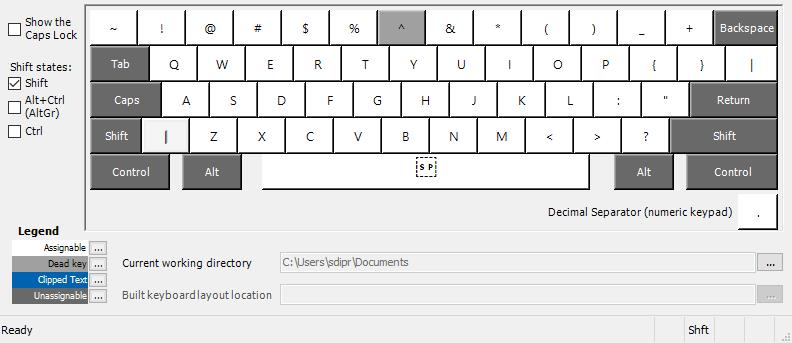 Show the
Caps Lock
Shift states:
Shift
Alt+Ctrl
(AltGr)
Ctrl
~ ! @ # $ % ^ & * ( ) _ + Backspace
Tab Q W E R T Y U I O P { } |
Caps A S D F G H J K L : " Return
Shift | Z X C V B N M < > ? Shift
Control Alt SP Alt Control
Decimal Separator (numeric keypad) .
Legend
Assignable ...
Dead key ...
Clipped Text ...
Unassignable ...
Current working directory C:\Users\sdipr\Documents ...
Built keyboard layout location ...
Ready Shft